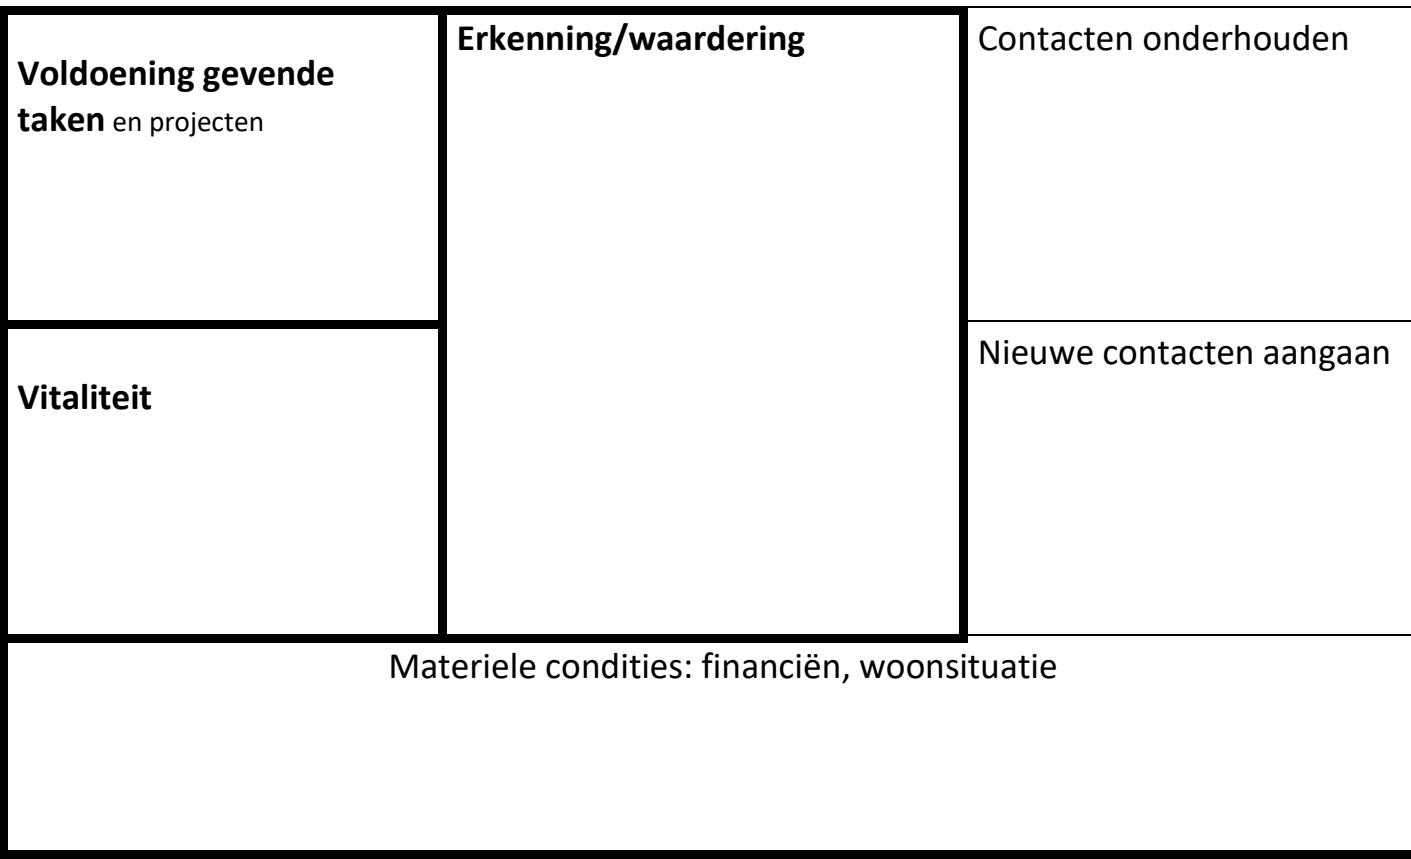 Voldoening gevende
taken en projecten
Erkenning/waardering
Contacten onderhouden
Vitaliteit
Nieuwe contacten aangaan
Materiele condities: financiën, woonsituatie